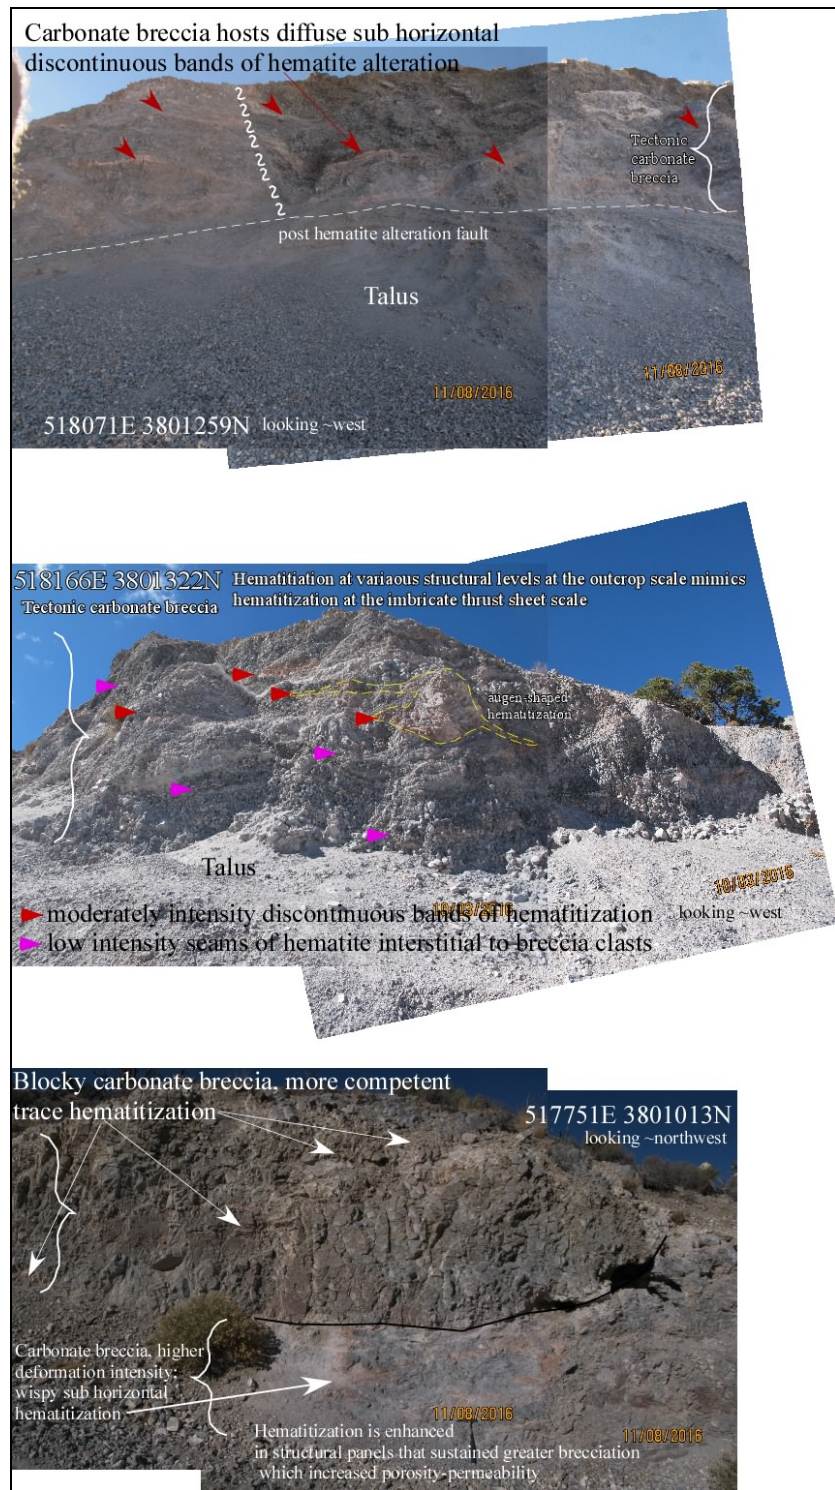 Carbonate breccia hosts diffuse sub horizontal
discontinuous bands of hematite alteration
Tectonic
carbonate
breccia
post hematite alteration fault
Talus
11/08/2016
11/08/2016
518071E 3801259N looking ~west
518166E 3801322N
Tectonic carbonate breccia
Hematitiation at variaous structural levels at the outcrop scale mimics
hematitization at the imbricate thrust sheet scale
augen-shaped
hematitization
Talus
10/03/2016
10/03/2016
moderately intensity discontinuous bands of hematitization
looking ~west
low intensity seams of hematite interstitial to breccia clasts
Blocky carbonate breccia, more competent
trace hematitization
517751E 3801013N
looking ~northwest
Carbonate breccia, higher
deformation intensity;
wispy sub horizontal
hematitization
11/08/2016
11/08/2016
Hematitization is enhanced
in structural panels that sustained greater brecciation
which increased porosity-permeability